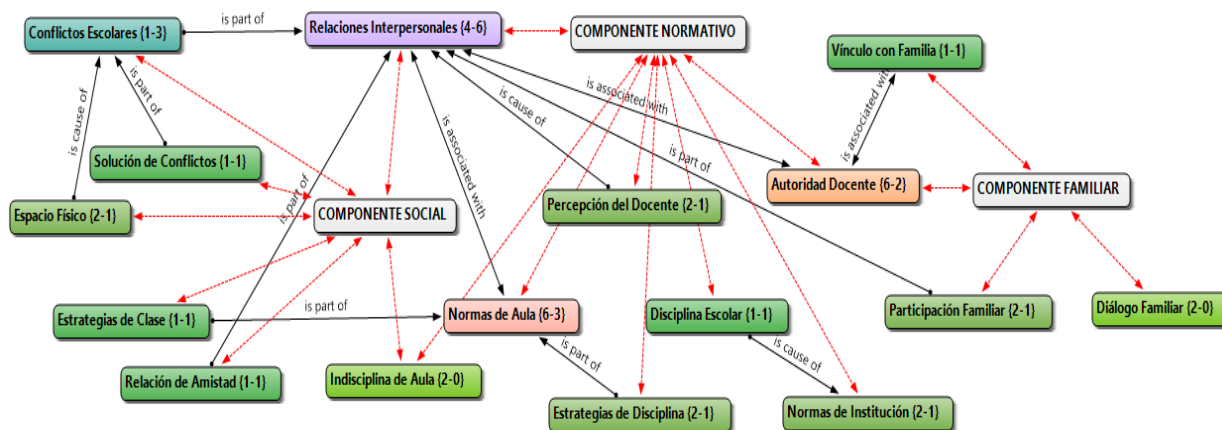 is part of
Conflictos Escolares {1-3}
Relaciones Interpersonales {4-6}
COMPONENTE NORMATIVO
Vínculo con Familia {1-1}
is associated with
is cause of
is part of
is cause of
is associated with
is associated with
is part of
Solución de Conflictos {1-1}
Autoridad Docente {6-2}
COMPONENTE FAMILIAR
is part of
Espacio Físico {2-1}
COMPONENTE SOCIAL
Percepción del Docente {2-1}
Estrategias de Clase {1-1}
is part of
Normas de Aula {6-3}
Disciplina Escolar {1-1}
Participación Familiar {2-1}
Diálogo Familiar {2-0}
is part of
is cause of
Relación de Amistad {1-1}
Indisciplina de Aula {2-0}
Estrategias de Disciplina {2-1}
Normas de Institución {2-1}